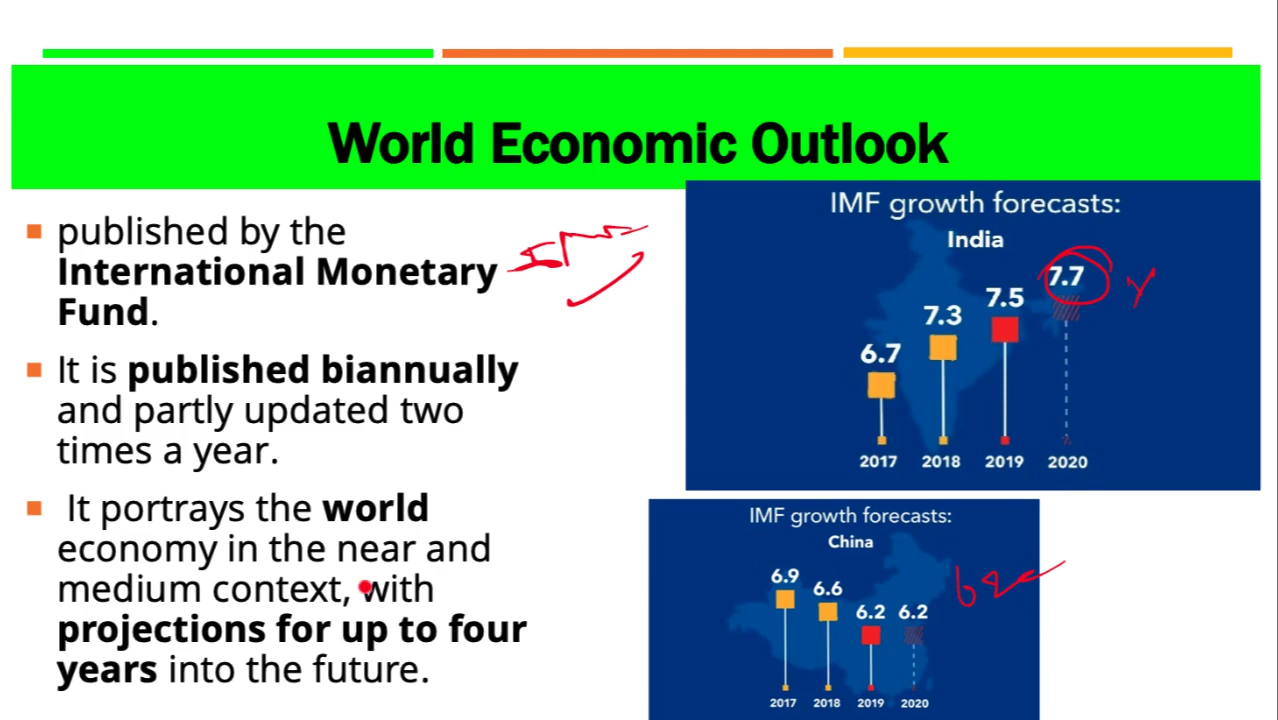 World Economic Outlook
published by the
International Monetary
Fund.
It is published biannually
and partly updated two
times a year.
It portrays the world
economy in the near and
medium context, with
projections for up to four
years into the future.
IMF growth forecasts:
India
6.7 7.3 7.5 7.7
2017 2018 2019 2020
IMF growth forecasts:
China
6.9 6.6 6.2 6.2
2017 2018 2019 2020